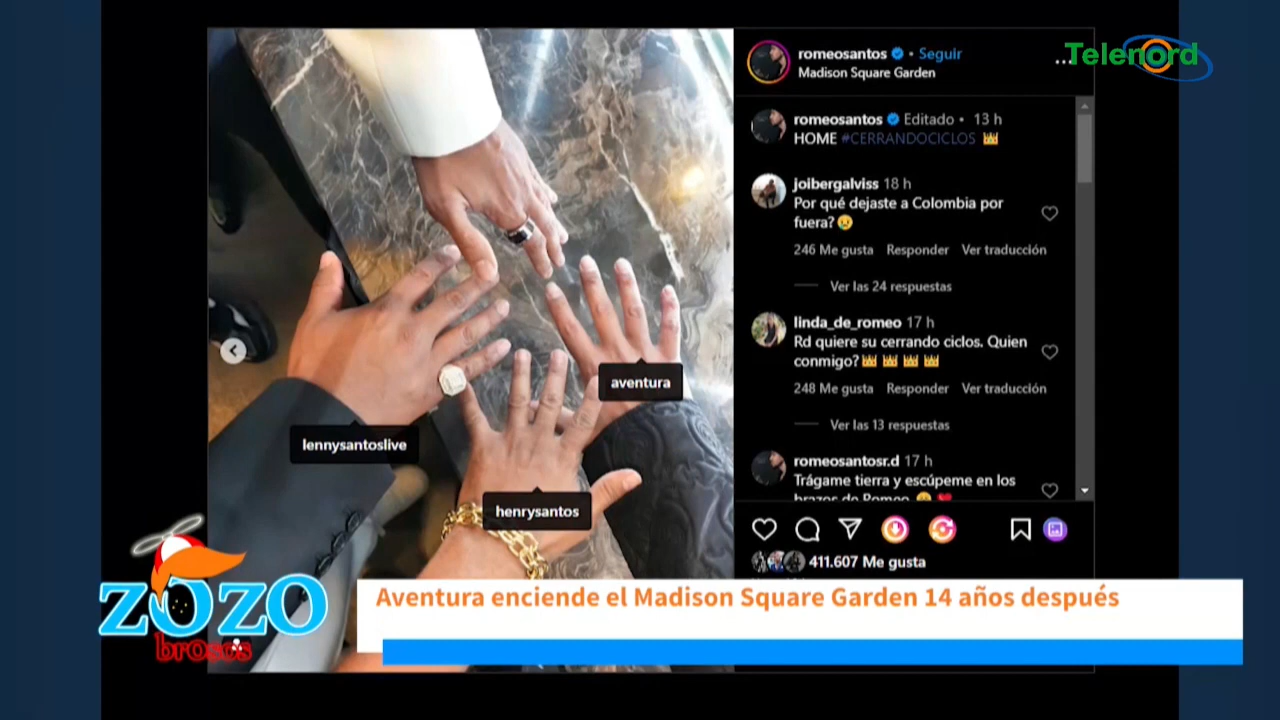 romeosantos • Seguir
Madison Square Garden
...
Telenord
romeosantos Editado • 13 h
HOME #CERRANDOCICLOS
joibergalviss 18 h
Por qué dejaste a Colombia por
fuera?
246 Me gusta Responder Ver traducción
Ver las 24 respuestas
linda_de_romeo 17 h
Rd quiere su cerrando ciclos. Quien
conmigo?
248 Me gusta Responder Ver traducción
Ver las 13 respuestas
romeosantosr.d 17 h
Trágame tierra y escúpeme en los
brazos de Romeo
411.607 Me gusta
aventura
lennysantoslive
henrysantos
ZOZO
brosos
Aventura enciende el Madison Square Garden 14 años después